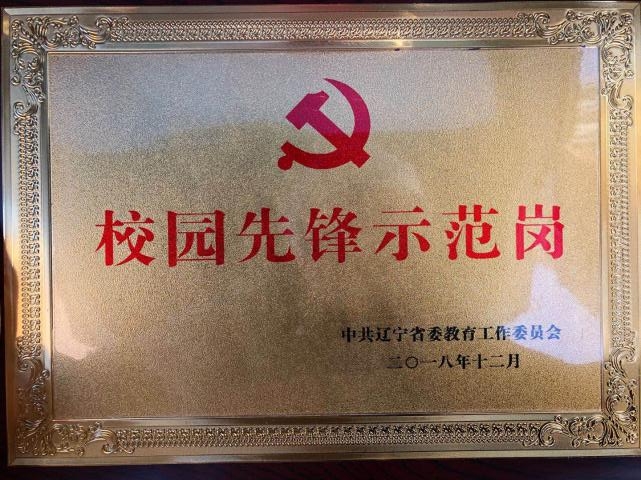 校园先锋示范岗
中共辽宁省委教育工作委员会
二〇一八年十二月